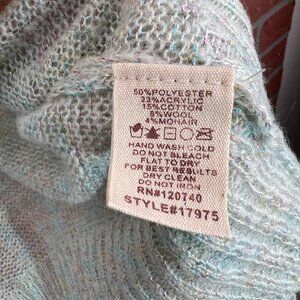 50%POLYESTER
23%ACRYLIC
15%COTTON
8%WOOL
4%MOHAIR
HAND WASH COLD
DO NOT BLEACH
FLAT TO DRY
FOR BEST RESULTS
DRY CLEAN
DO NOT IRON
RN#120740
STYLE#17975